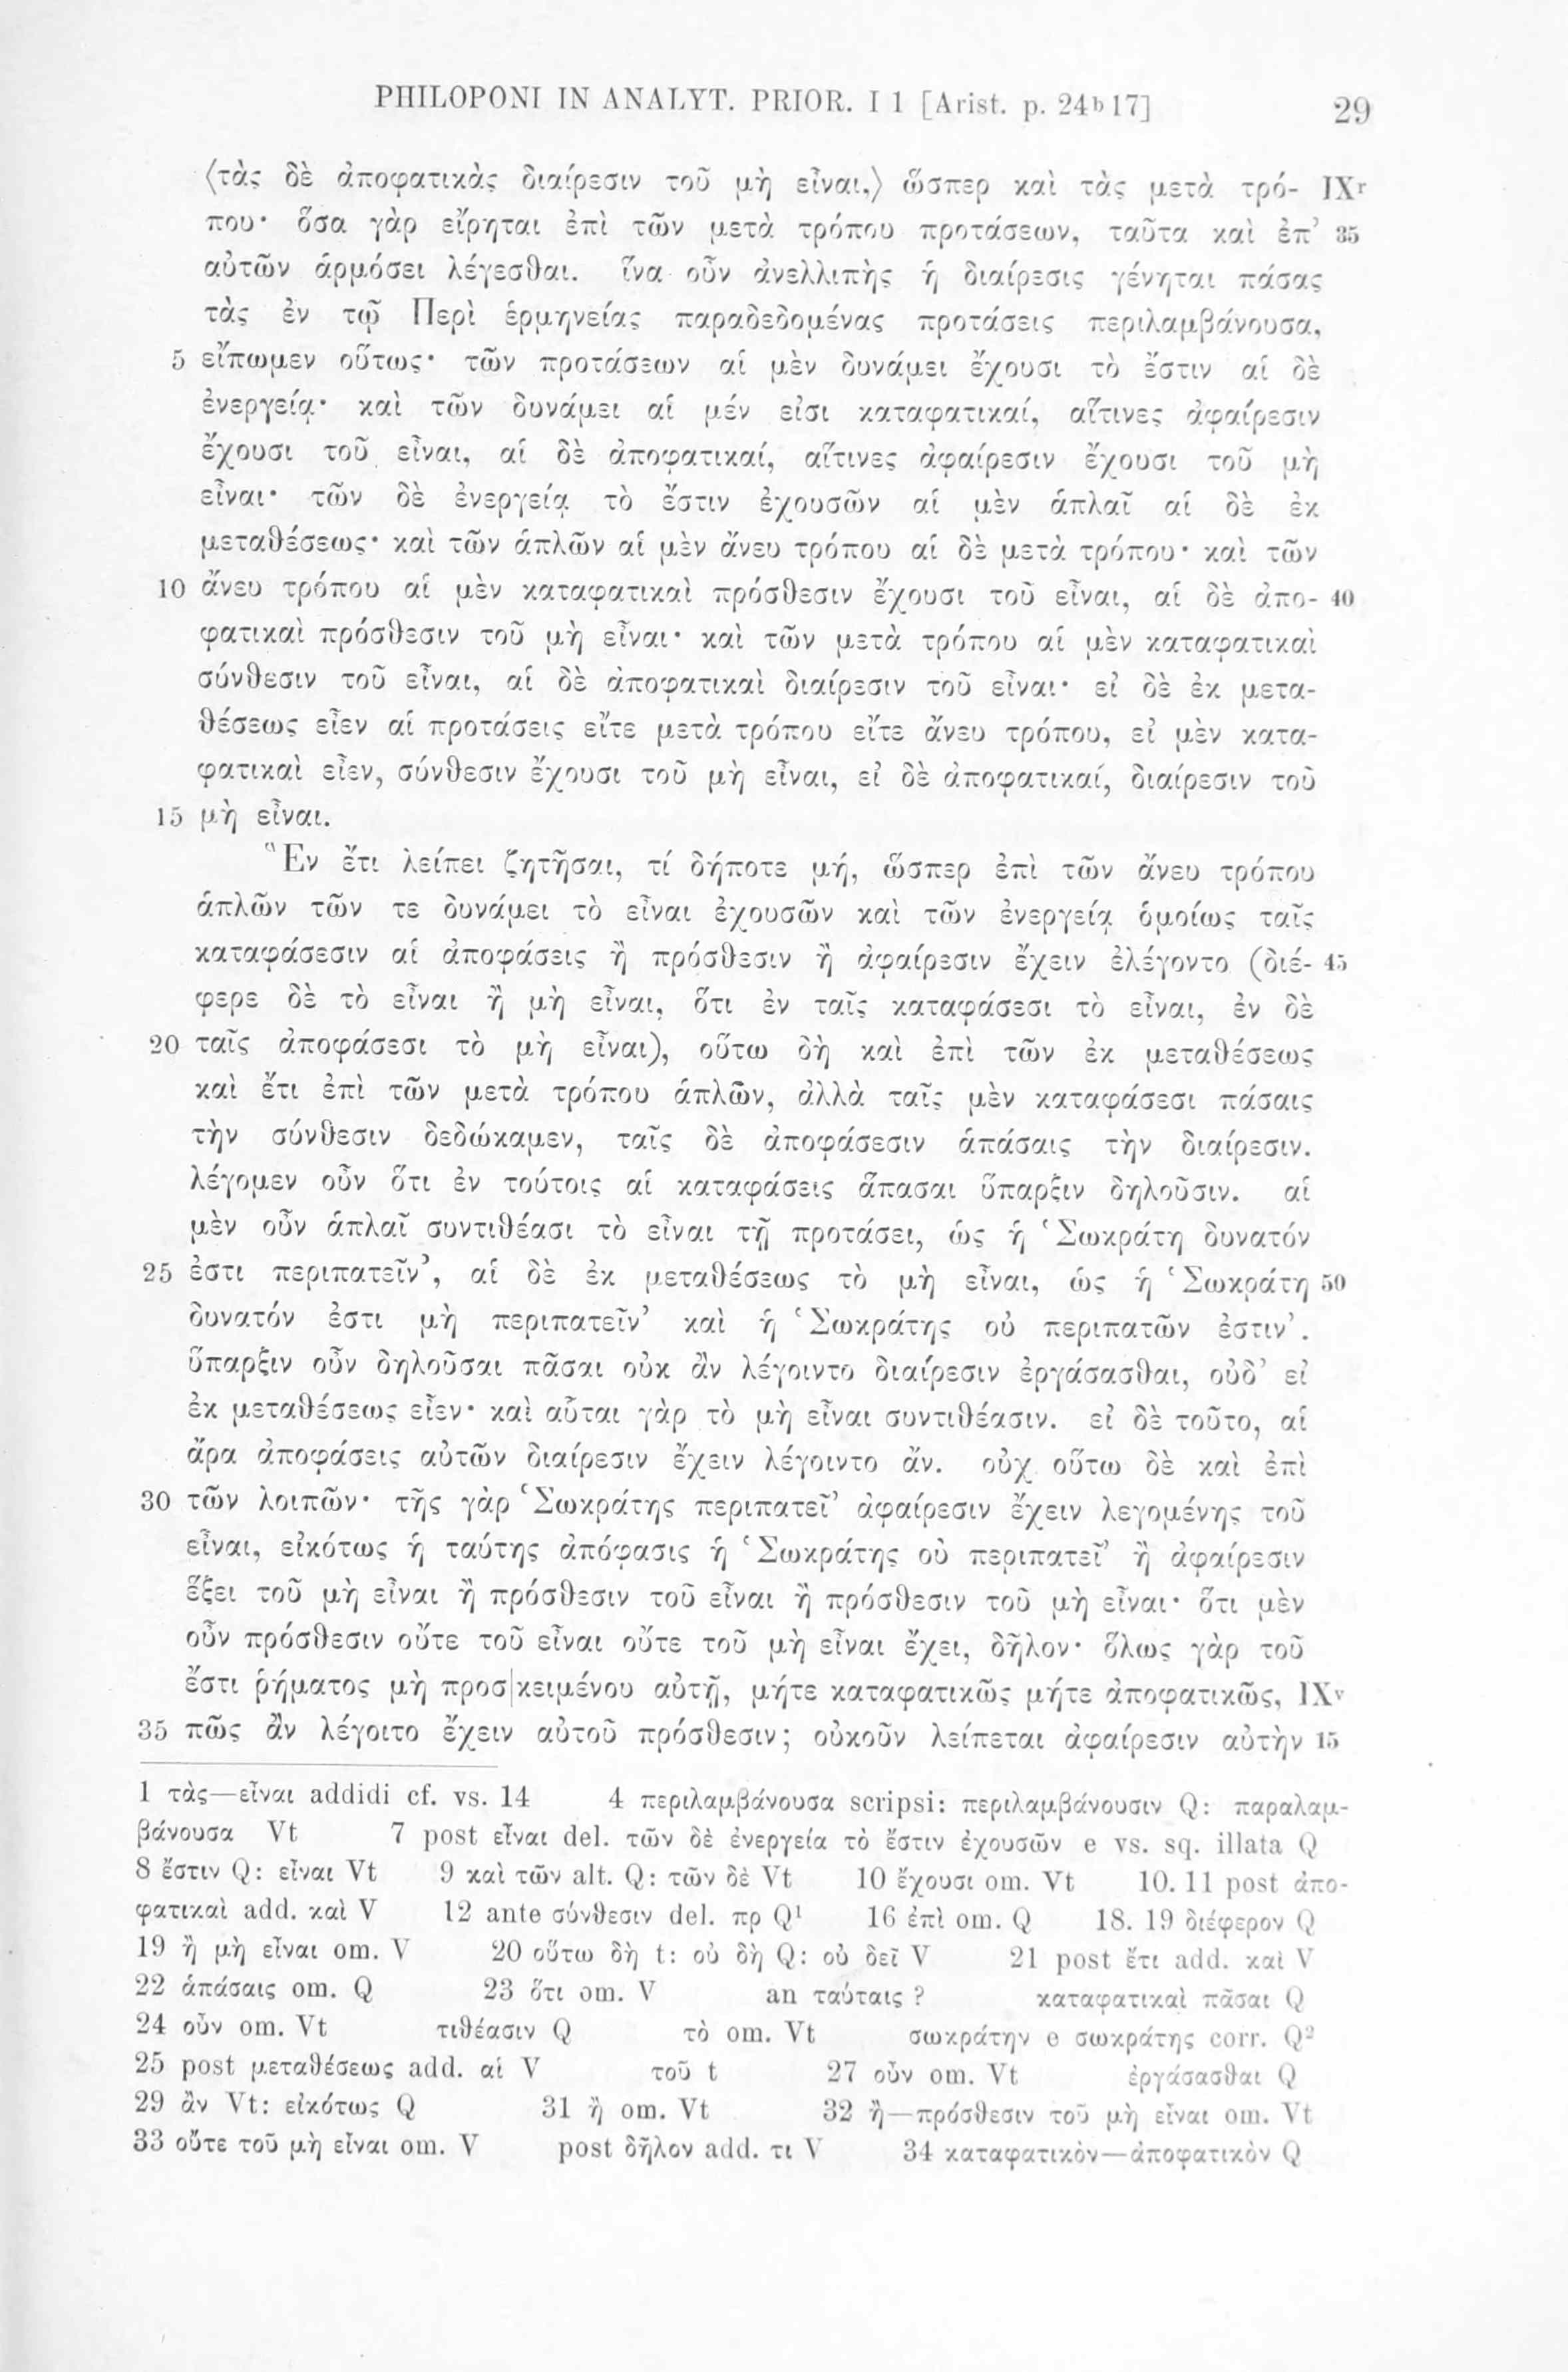 PHILOPONI IN ANALYT. PRIOR. I 1 [Arist. p. 24ᵇ17] 29
⟨τὰς δὲ ἀποφατικὰς διαίρεσιν τοῦ μὴ εἶναι,⟩ ὥσπερ καὶ τὰς μετὰ τρό- IXʳ
που· ὅσα γὰρ εἴρηται ἐπὶ τῶν μετὰ τρόπου προτάσεων, ταῦτα καὶ ἐπ’ 35
αὐτῶν ἁρμόσει λέγεσθαι. ἵνα οὖν ἀνελλιπὴς ἡ διαίρεσις γένηται πάσας
τὰς ἐν τῷ Περὶ ἑρμηνείας παραδεδομένας προτάσεις περιλαμβάνουσα,
5 εἴπωμεν οὕτως· τῶν προτάσεων αἱ μὲν δυνάμει ἔχουσι τὸ ἔστιν αἱ δὲ
ἐνεργείᾳ· καὶ τῶν δυνάμει αἱ μέν εἰσι καταφατικαί, αἵτινες ἀφαίρεσιν
ἔχουσι τοῦ εἶναι, αἱ δὲ ἀποφατικαί, αἵτινες ἀφαίρεσιν ἔχουσι τοῦ μὴ
εἶναι· τῶν δὲ ἐνεργείᾳ τὸ ἔστιν ἐχουσῶν αἱ μὲν ἁπλαῖ αἱ δὲ ἐκ
μεταθέσεως· καὶ τῶν ἁπλῶν αἱ μὲν ἄνευ τρόπου αἱ δὲ μετὰ τρόπου· καὶ τῶν
10 ἄνευ τρόπου αἱ μὲν καταφατικαὶ πρόσθεσιν ἔχουσι τοῦ εἶναι, αἱ δὲ ἀπο- 40
φατικαὶ πρόσθεσιν τοῦ μὴ εἶναι· καὶ τῶν μετὰ τρόπου αἱ μὲν καταφατικαὶ
σύνθεσιν τοῦ εἶναι, αἱ δὲ ἀποφατικαὶ διαίρεσιν τοῦ εἶναι· εἰ δὲ ἐκ μετα-
θέσεως εἶεν αἱ προτάσεις εἴτε μετὰ τρόπου εἴτε ἄνευ τρόπου, εἰ μὲν κατα-
φατικαὶ εἶεν, σύνθεσιν ἔχουσι τοῦ μὴ εἶναι, εἰ δὲ ἀποφατικαί, διαίρεσιν τοῦ
15 μὴ εἶναι.
Ἓν ἔτι λείπει ζητῆσαι, τί δήποτε μή, ὥσπερ ἐπὶ τῶν ἄνευ τρόπου
ἁπλῶν τῶν τε δυνάμει τὸ εἶναι ἐχουσῶν καὶ τῶν ἐνεργείᾳ ὁμοίως ταῖς
καταφάσεσιν αἱ ἀποφάσεις ἢ πρόσθεσιν ἢ ἀφαίρεσιν ἔχειν ἐλέγοντο (διέ- 45
φερε δὲ τὸ εἶναι ἢ μὴ εἶναι, ὅτι ἐν ταῖς καταφάσεσι τὸ εἶναι, ἐν δὲ
20 ταῖς ἀποφάσεσι τὸ μὴ εἶναι), οὕτω δὴ καὶ ἐπὶ τῶν ἐκ μεταθέσεως
καὶ ἔτι ἐπὶ τῶν μετὰ τρόπου ἁπλῶν, ἀλλὰ ταῖς μὲν καταφάσεσι πάσαις
τὴν σύνθεσιν δεδώκαμεν, ταῖς δὲ ἀποφάσεσιν ἁπάσαις τὴν διαίρεσιν.
λέγομεν οὖν ὅτι ἐν τούτοις αἱ καταφάσεις ἅπασαι ὕπαρξιν δηλοῦσιν. αἱ
μὲν οὖν ἁπλαῖ συντιθέασι τὸ εἶναι τῇ προτάσει, ὡς ἡ ‘Σωκράτη δυνατόν
25 ἐστι περιπατεῖν’, αἱ δὲ ἐκ μεταθέσεως τὸ μὴ εἶναι, ὡς ἡ ‘Σωκράτη 50
δυνατόν ἐστι μὴ περιπατεῖν’ καὶ ἡ ‘Σωκράτης οὐ περιπατῶν ἐστιν’.
ὕπαρξιν οὖν δηλοῦσαι πᾶσαι οὐκ ἂν λέγοιντο διαίρεσιν ἐργάσασθαι, οὐδ’ εἰ
ἐκ μεταθέσεως εἶεν· καὶ αὗται γὰρ τὸ μὴ εἶναι συντιθέασιν. εἰ δὲ τοῦτο, αἱ
ἄρα ἀποφάσεις αὐτῶν διαίρεσιν ἔχειν λέγοιντο ἄν. οὐχ οὕτω δὲ καὶ ἐπὶ
30 τῶν λοιπῶν· τῆς γὰρ ‘Σωκράτης περιπατεῖ’ ἀφαίρεσιν ἔχειν λεγομένης τοῦ
εἶναι, εἰκότως ἡ ταύτης ἀπόφασις ἡ ‘Σωκράτης οὐ περιπατεῖ’ ἢ ἀφαίρεσιν
ἕξει τοῦ μὴ εἶναι ἢ πρόσθεσιν τοῦ εἶναι ἢ πρόσθεσιν τοῦ μὴ εἶναι· ὅτι μὲν
οὖν πρόσθεσιν οὔτε τοῦ εἶναι οὔτε τοῦ μὴ εἶναι ἔχει, δῆλον· ὅλως γὰρ τοῦ
ἔστι ῥήματος μὴ προσ|κειμένου αὐτῇ, μήτε καταφατικῶς μήτε ἀποφατικῶς, IXᵛ
35 πῶς ἂν λέγοιτο ἔχειν αὐτοῦ πρόσθεσιν; οὐκοῦν λείπεται ἀφαίρεσιν αὐτὴν 15
1 τὰς—εἶναι addidi cf. vs. 14 4 περιλαμβάνουσα scripsi: περιλαμβάνουσιν Q: παραλαμ-
βάνουσα Vt 7 post εἶναι del. τῶν δὲ ἐνεργεία τὸ ἔστιν ἐχουσῶν e vs. sq. illata Q
8 ἔστιν Q: εἶναι Vt 9 καὶ τῶν alt. Q: τῶν δὲ Vt 10 ἔχουσι om. Vt 10. 11 post ἀπο-
φατικαὶ add. καὶ V 12 ante σύνθεσιν del. πρ Q¹ 16 ἐπὶ om. Q 18. 19 διέφερον Q
19 ἢ μὴ εἶναι om. V 20 οὕτω δὴ t: οὐ δὴ Q: οὐ δεῖ V 21 post ἔτι add. καὶ V
22 ἁπάσαις om. Q 23 ὅτι om. V an ταύταις ? καταφατικαὶ πᾶσαι Q
24 οὖν om. Vt τιθέασιν Q τὸ om. Vt σωκράτην e σωκράτης corr. Q²
25 post μεταθέσεως add. αἱ V τοῦ t 27 οὖν om. Vt ἐργάσασθαι Q
29 ἂν Vt: εἰκότως Q 31 ἢ om. Vt 32 ἢ—πρόσθεσιν τοῦ μὴ εἶναι om. Vt
33 οὔτε τοῦ μὴ εἶναι om. V post δῆλον add. τι V 34 καταφατικὸν—ἀποφατικὸν Q